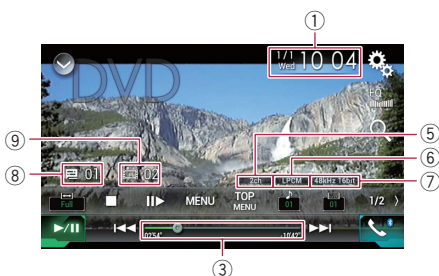 ①
1/1
Wed 10 04
DVD
EQ
⑨
⑤
⑥
⑧
01
02
2ch
LPCM
48kHz 16bit
⑦
Full
MENU
TOP
MENU
01
01
1/2
02'54"
-10'42"
③